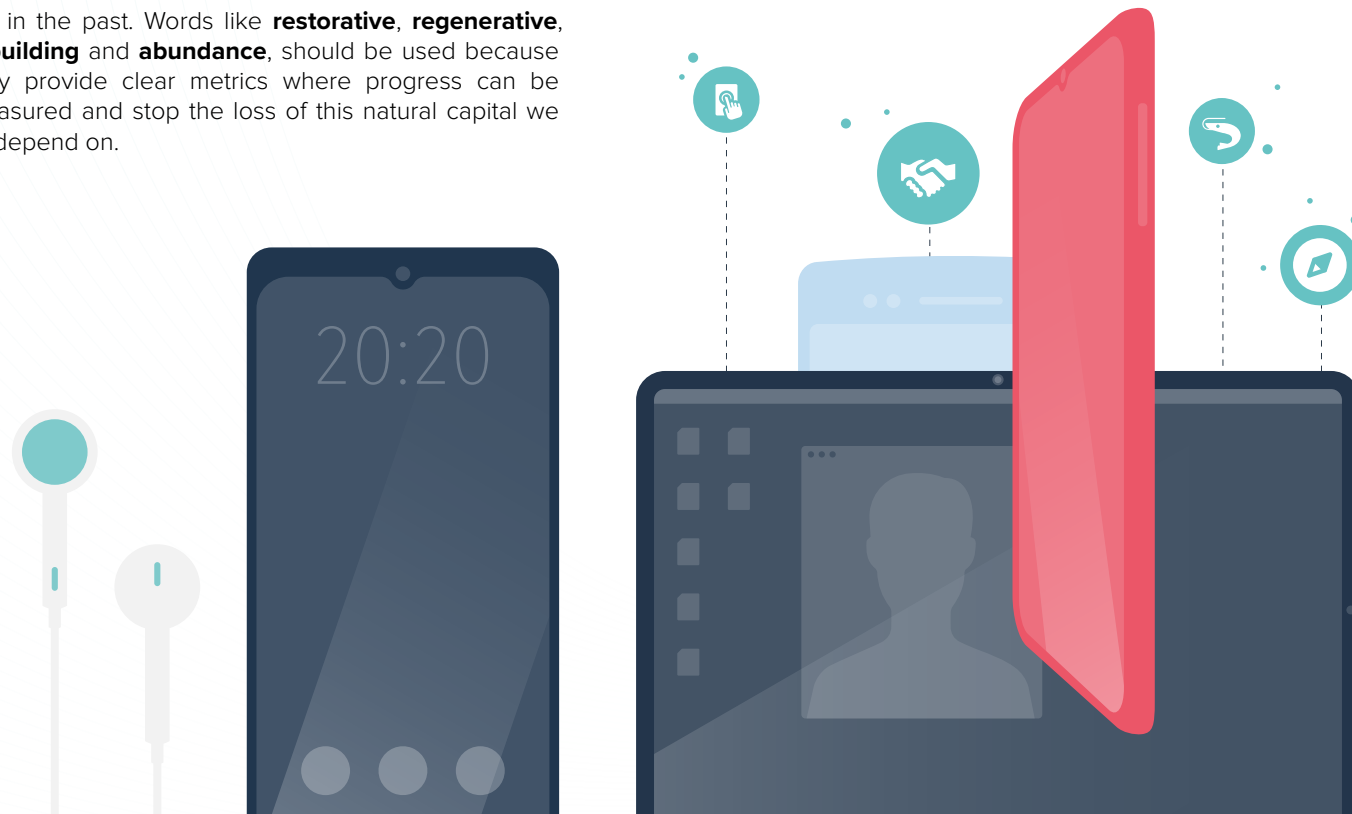 in the past. Words like restorative, regenerative,
building and abundance, should be used because
y provide clear metrics where progress can be
asured and stop the loss of this natural capital we
depend on.
20:20